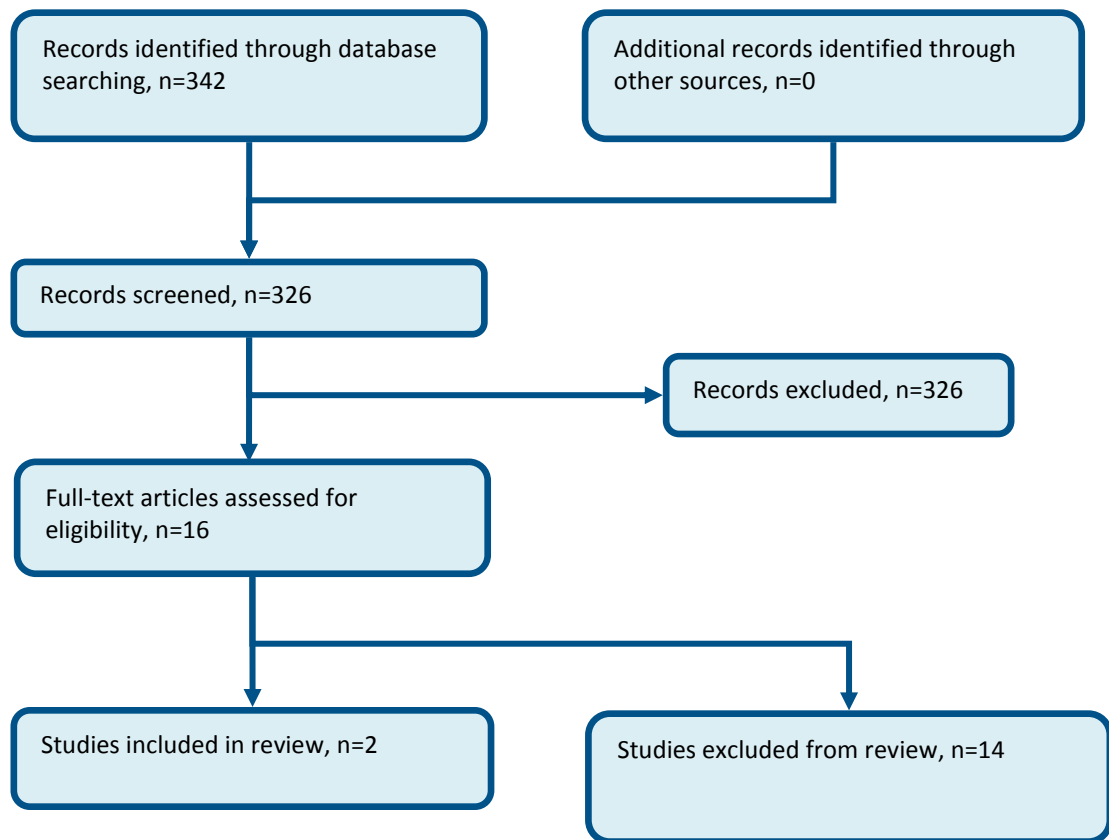 Records identified through database
searching, n=342
Additional records identified through
other sources, n=0
Records screened, n=326
Records excluded, n=326
Full-text articles assessed for
eligibility, n=16
Studies included in review, n=2
Studies excluded from review, n=14